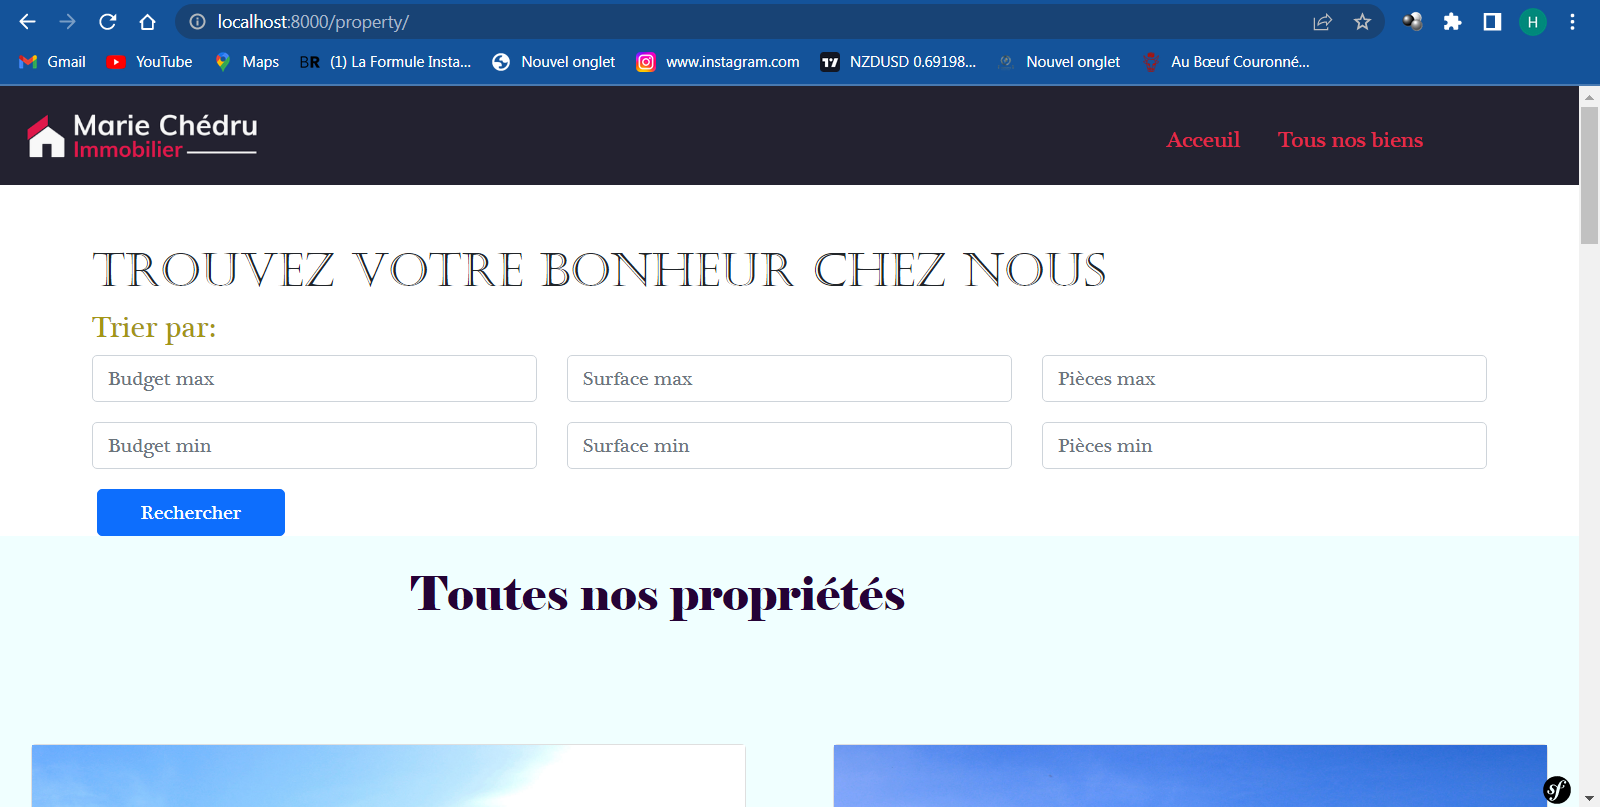 localhost:8000/property/
H
Gmail YouTube Maps BR (1) La Formule Insta... Nouvel onglet www.instagram.com NZDUSD 0.69198... Nouvel onglet Au Bœuf Couronné...
Marie Chédru
Immobilier
Acceuil Tous nos biens
TROUVEZ VOTRE BONHEUR CHEZ NOUS
Trier par:
Budget max Surface max Pièces max
Budget min Surface min Pièces min
Rechercher
Toutes nos propriétés
sf